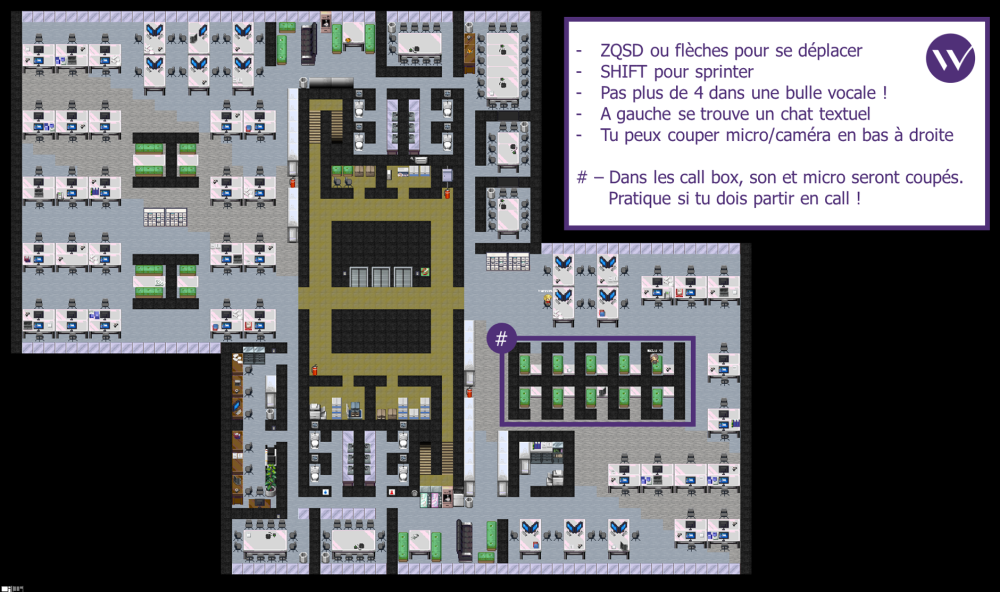 - ZQSD ou flèches pour se déplacer
- SHIFT pour sprinter
- Pas plus de 4 dans une bulle vocale !
- A gauche se trouve un chat textuel
- Tu peux couper micro/caméra en bas à droite
# – Dans les call box, son et micro seront coupés.
Pratique si tu dois partir en call !
#